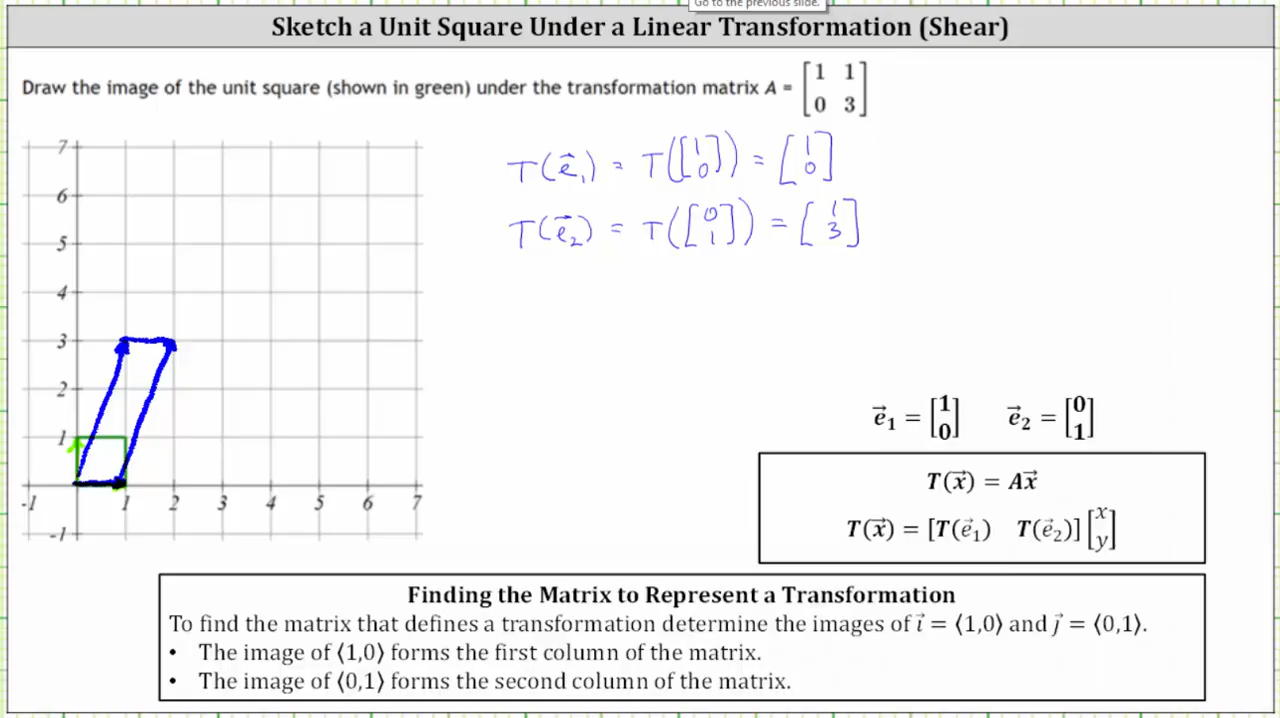 Go to the previous slide.
Sketch a Unit Square Under a Linear Transformation (Shear)
Draw the image of the unit square (shown in green) under the transformation matrix A = [1 1
0 3]
T(e⃗₁) = T([1
0]) = [1
0]
T(e⃗₂) = T([0
1]) = [1
3]
7
6
5
4
3
2
1
-1 1 2 3 4 5 6 7
-1
e⃗₁ = [1
0] e⃗₂ = [0
1]
T(x⃗) = Ax⃗
T(x⃗) = [T(e⃗₁) T(e⃗₂)] [x
y]
Finding the Matrix to Represent a Transformation
To find the matrix that defines a transformation determine the images of i⃗ = ⟨1,0⟩ and j⃗ = ⟨0,1⟩.
• The image of ⟨1,0⟩ forms the first column of the matrix.
• The image of ⟨0,1⟩ forms the second column of the matrix.